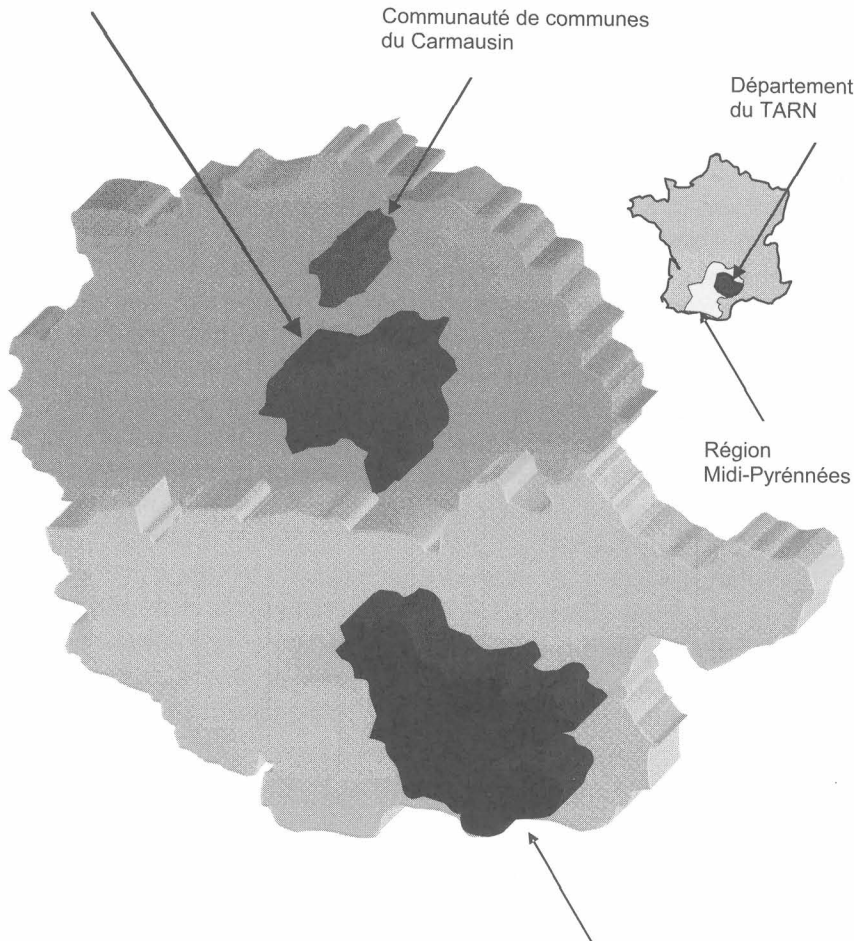 Communauté de communes
du Carmausin
Département
du TARN
Région
Midi-Pyrénnées